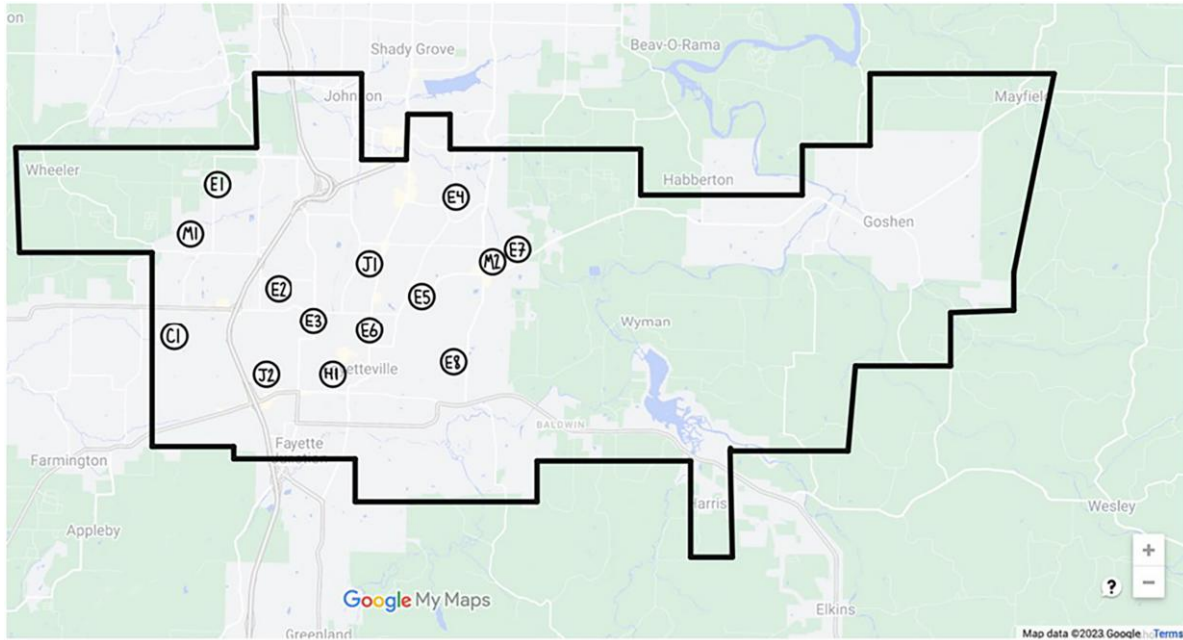 on
Shady Grove
Beav-O-Rama
Johnson
Mayfield
Wheeler
E1
E4
Habberton
Goshen
M1
J1
M2
E7
E2
E5
E3
E6
Wyman
C1
E8
J2
H1
etteville
BALDWIN
Fayette
Junction
Farmington
Harris
Wesley
Appleby
+
?
−
Google My Maps
Elkins
Greenland
Map data ©2023 Google
Terms